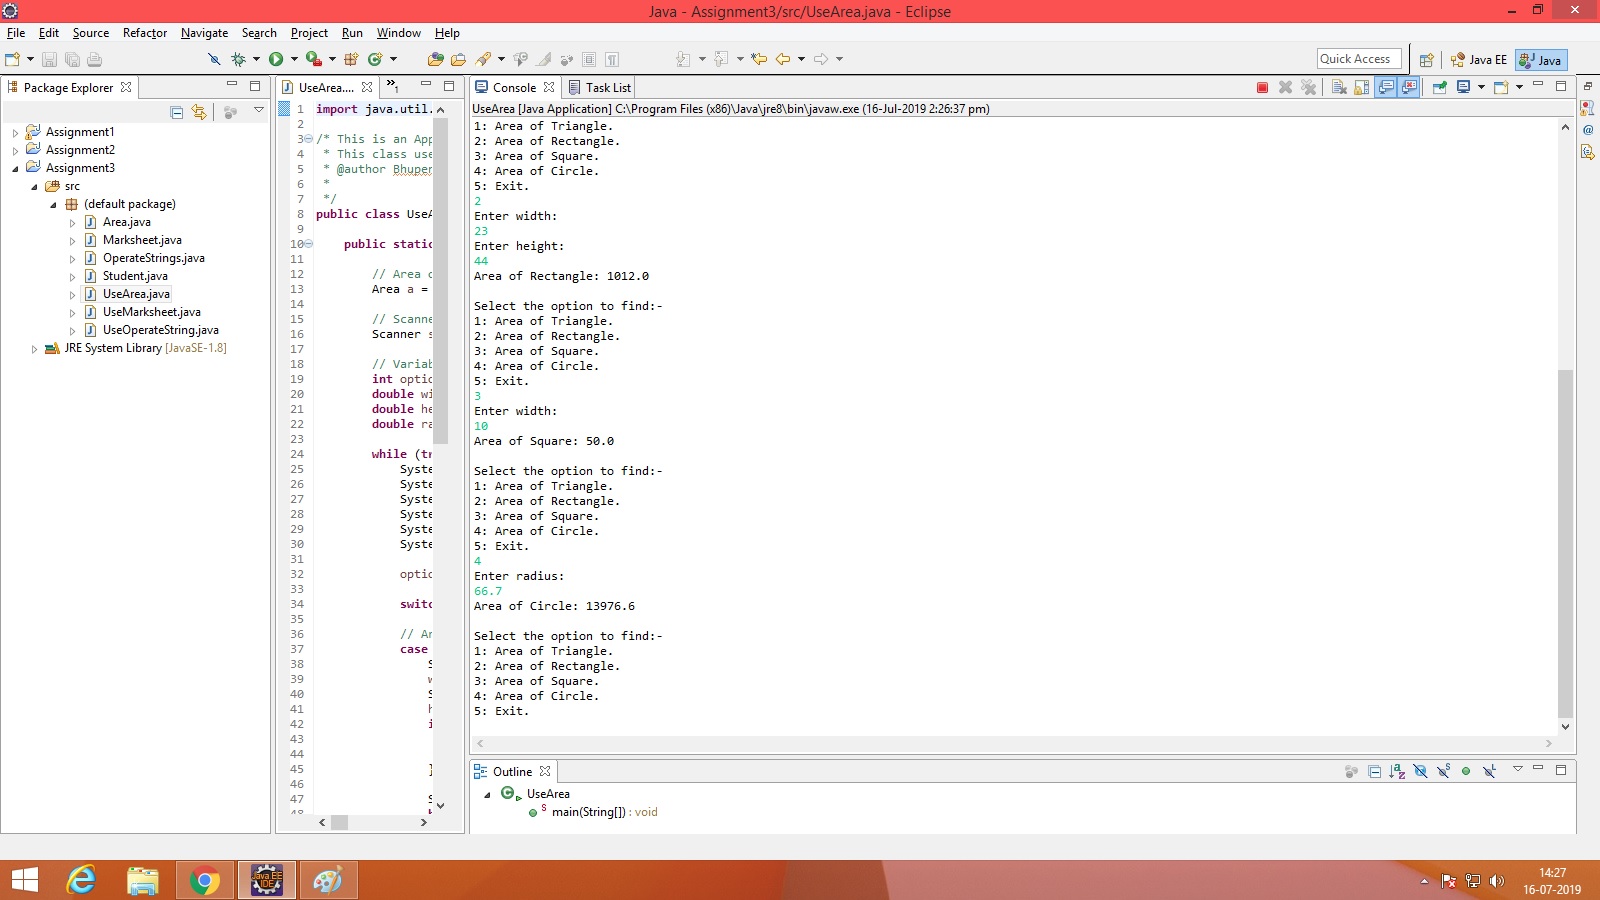 Java - Assignment3/src/UseArea.java - Eclipse
File Edit Source Refactor Navigate Search Project Run Window Help
Quick Access
Java EE
Java
Package Explorer
Assignment1
Assignment2
Assignment3
src
(default package)
Area.java
Marksheet.java
OperateStrings.java
Student.java
UseArea.java
UseMarksheet.java
UseOperateString.java
JRE System Library [JavaSE-1.8]
UseArea....
»1
1 import java.util.
2
3 /* This is an App
4 * This class use
5 * @author Bhuper
6 *
7 */
8 public class UseA
9
10 public static
11
12 // Area o
13 Area a =
14
15 // Scanne
16 Scanner s
17
18 // Variab
19 int optic
20 double wi
21 double he
22 double ra
23
24 while (tr
25 Syste
26 Syste
27 Syste
28 Syste
29 Syste
30 Syste
31
32 optic
33
34 switc
35
36 // Ar
37 case
38 S
39 w
40 S
41 h
42 i
43
44
45 }
46
47 S
48
Console
Task List
UseArea [Java Application] C:\Program Files (x86)\Java\jre8\bin\javaw.exe (16-Jul-2019 2:26:37 pm)
1: Area of Triangle.
2: Area of Rectangle.
3: Area of Square.
4: Area of Circle.
5: Exit.
2
Enter width:
23
Enter height:
44
Area of Rectangle: 1012.0
Select the option to find:-
1: Area of Triangle.
2: Area of Rectangle.
3: Area of Square.
4: Area of Circle.
5: Exit.
3
Enter width:
10
Area of Square: 50.0
Select the option to find:-
1: Area of Triangle.
2: Area of Rectangle.
3: Area of Square.
4: Area of Circle.
5: Exit.
4
Enter radius:
66.7
Area of Circle: 13976.6
Select the option to find:-
1: Area of Triangle.
2: Area of Rectangle.
3: Area of Square.
4: Area of Circle.
5: Exit.
Outline
UseArea
main(String[]) : void
Java EE
IDE
14:27
16-07-2019